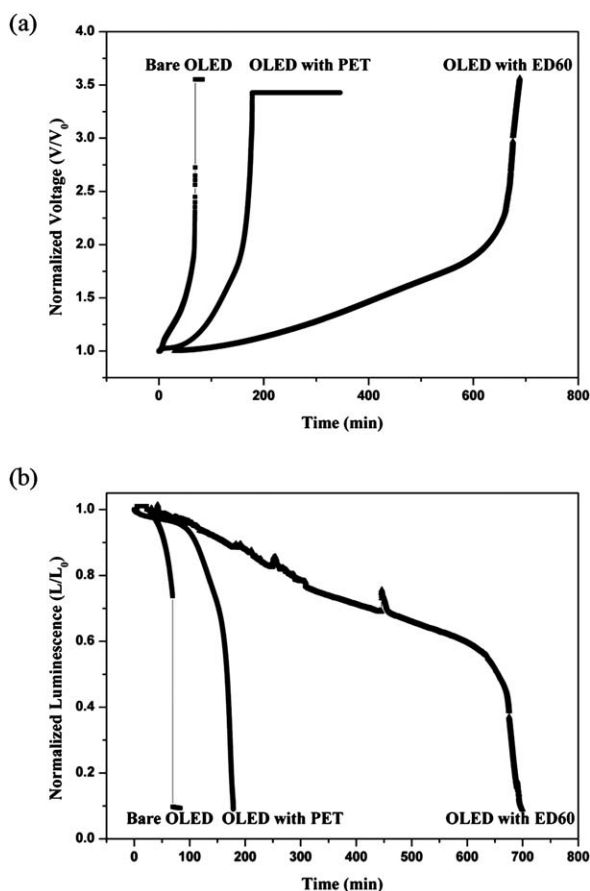 (a)
Bare OLED OLED with PET OLED with ED60
4.0
3.5
3.0
2.5
2.0
1.5
1.0
Normalized Voltage (V/V0)
0 200 400 600 800
Time (min)
(b)
1.0
0.8
0.6
0.4
0.2
0.0
Normalized Luminescence (L/L0)
Bare OLED OLED with PET OLED with ED60
0 100 200 300 400 500 600 700 800
Time (min)